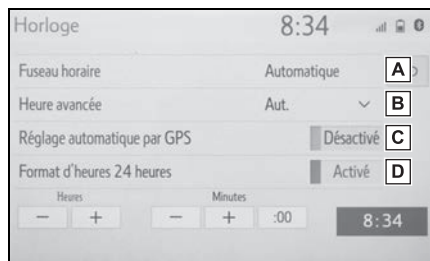 Horloge 8:34
Fuseau horaire Automatique A
Heure avancée Aut. B
Réglage automatique par GPS Désactivé C
Format d'heures 24 heures Activé D
Heures Minutes
− + − + :00 8:34